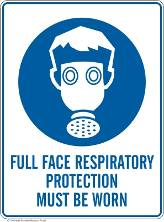 FULL FACE RESPIRATORY
PROTECTION
MUST BE WORN